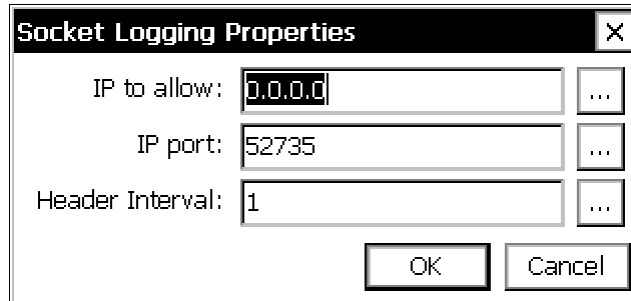 Socket Logging Properties ×
IP to allow: 0.0.0.0 ...
IP port: 52735 ...
Header Interval: 1 ...
OK Cancel